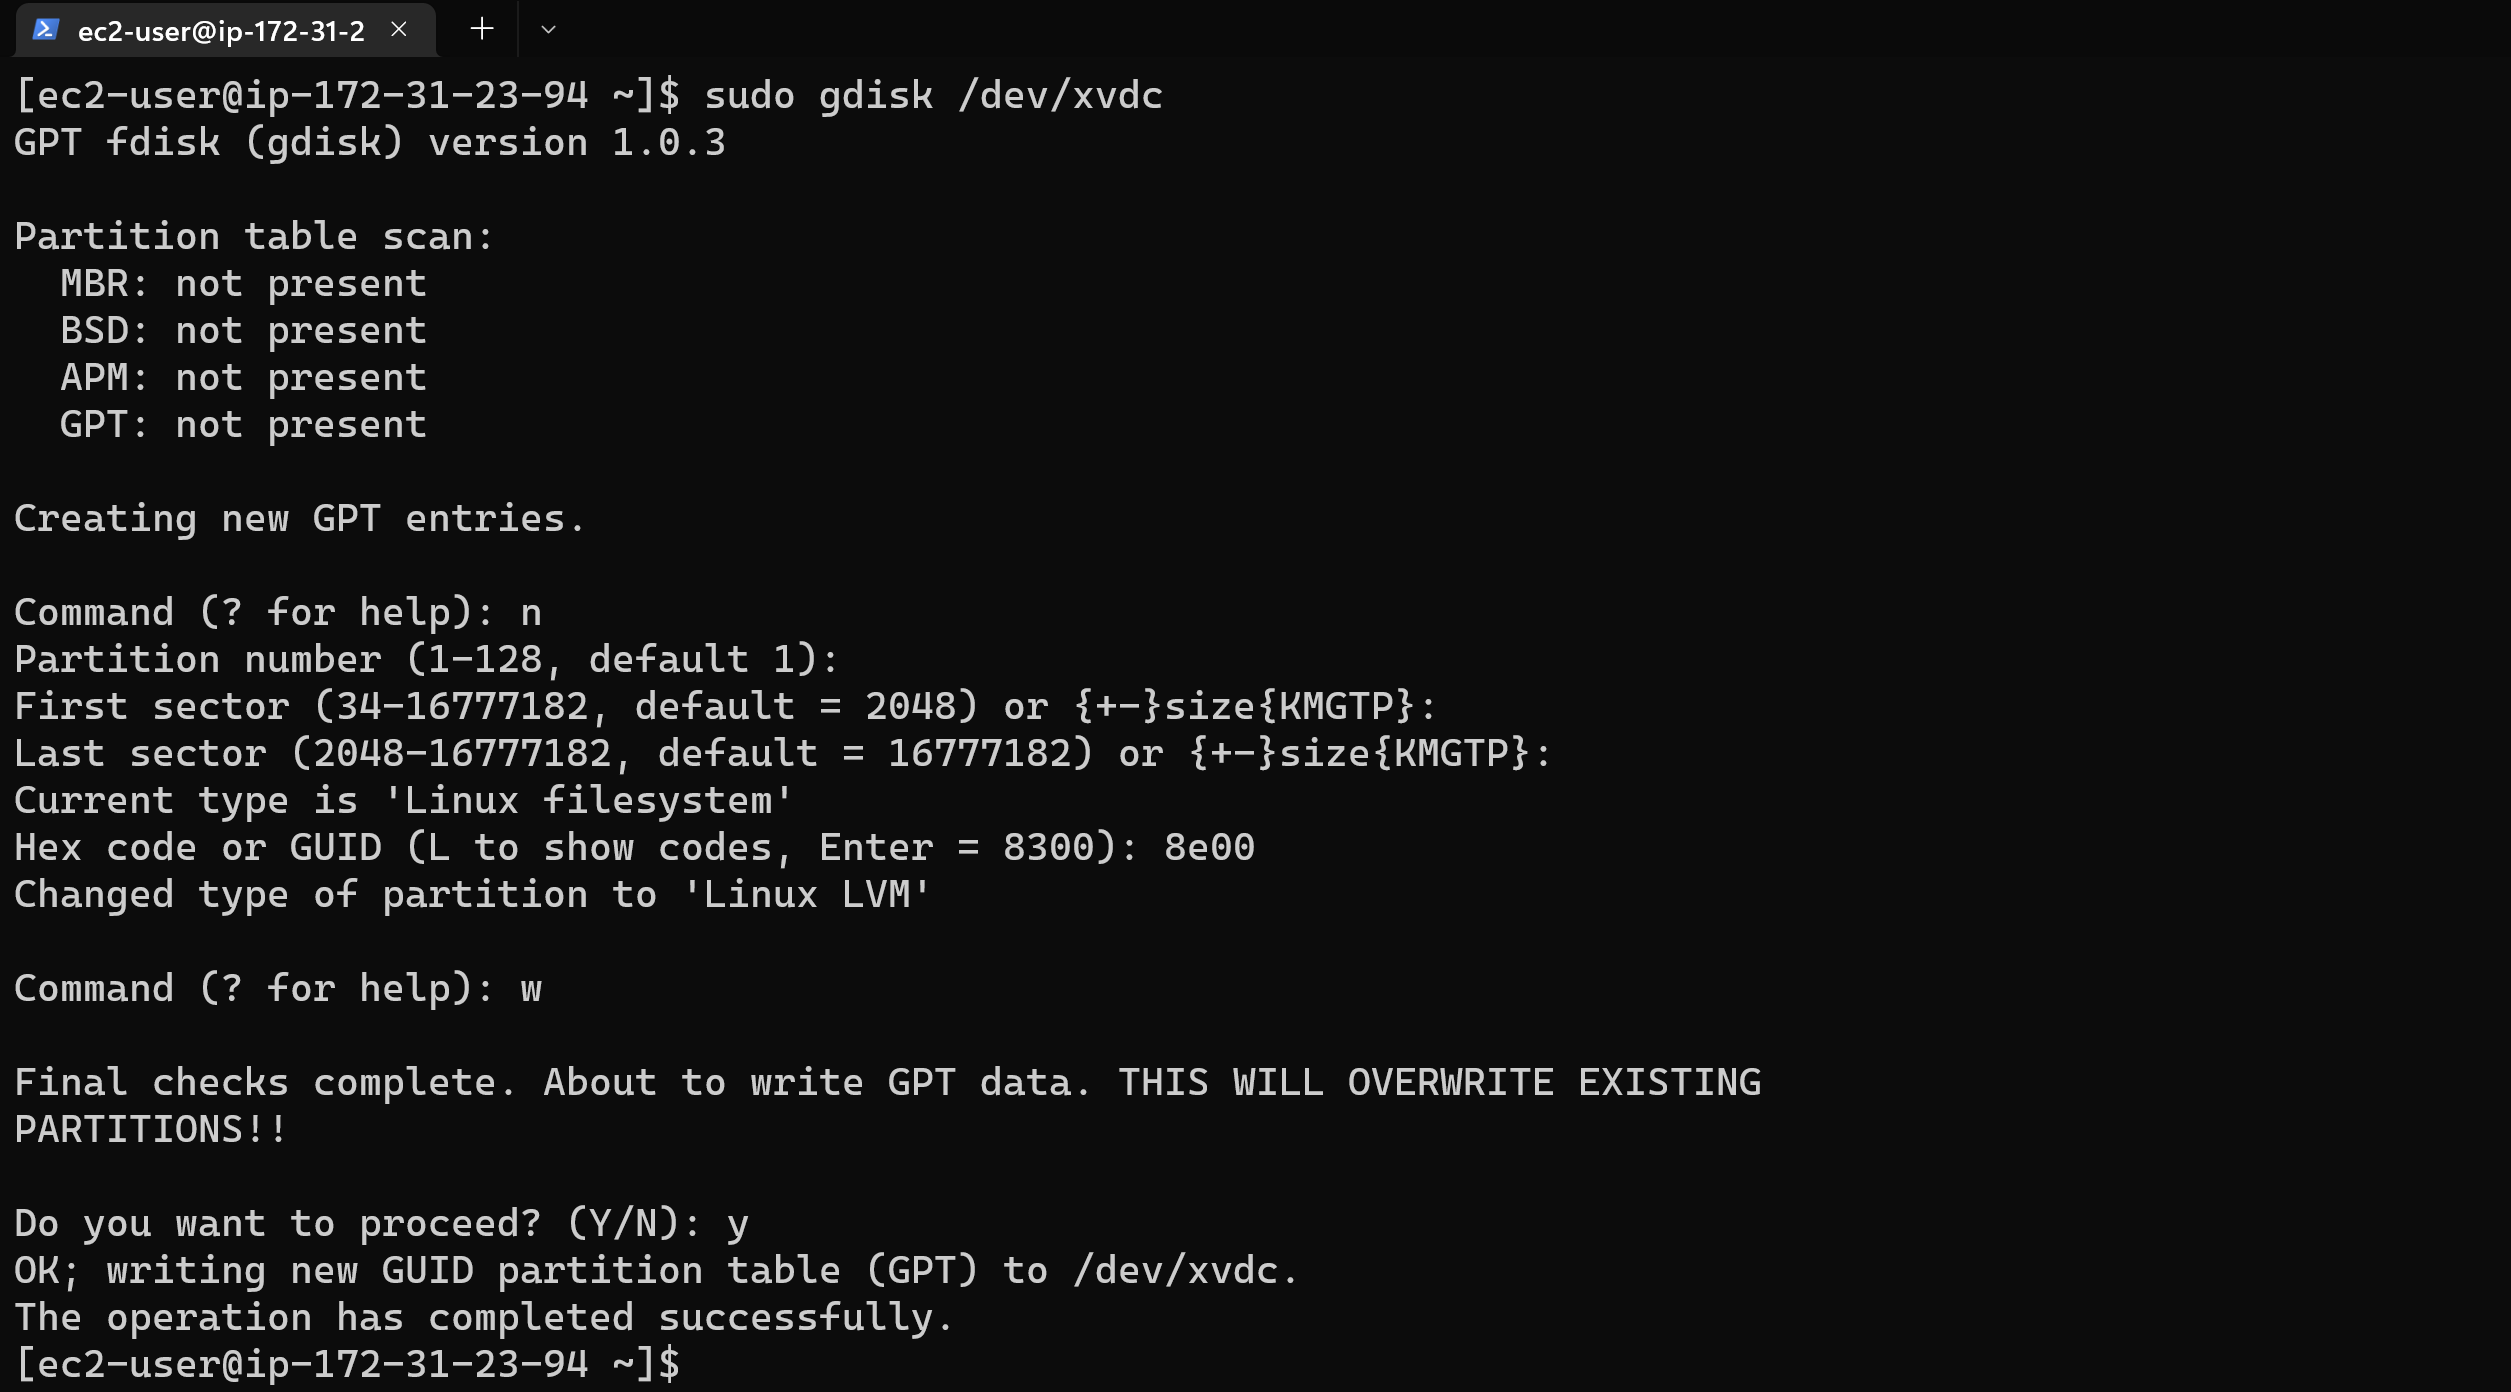 ec2-user@ip-172-31-2
[ec2-user@ip-172-31-23-94 ~]$ sudo gdisk /dev/xvdc
GPT fdisk (gdisk) version 1.0.3
Partition table scan:
  MBR: not present
  BSD: not present
  APM: not present
  GPT: not present
Creating new GPT entries.
Command (? for help): n
Partition number (1-128, default 1):
First sector (34-16777182, default = 2048) or {+-}size{KMGTP}:
Last sector (2048-16777182, default = 16777182) or {+-}size{KMGTP}:
Current type is 'Linux filesystem'
Hex code or GUID (L to show codes, Enter = 8300): 8e00
Changed type of partition to 'Linux LVM'
Command (? for help): w
Final checks complete. About to write GPT data. THIS WILL OVERWRITE EXISTING
PARTITIONS!!
Do you want to proceed? (Y/N): y
OK; writing new GUID partition table (GPT) to /dev/xvdc.
The operation has completed successfully.
[ec2-user@ip-172-31-23-94 ~]$